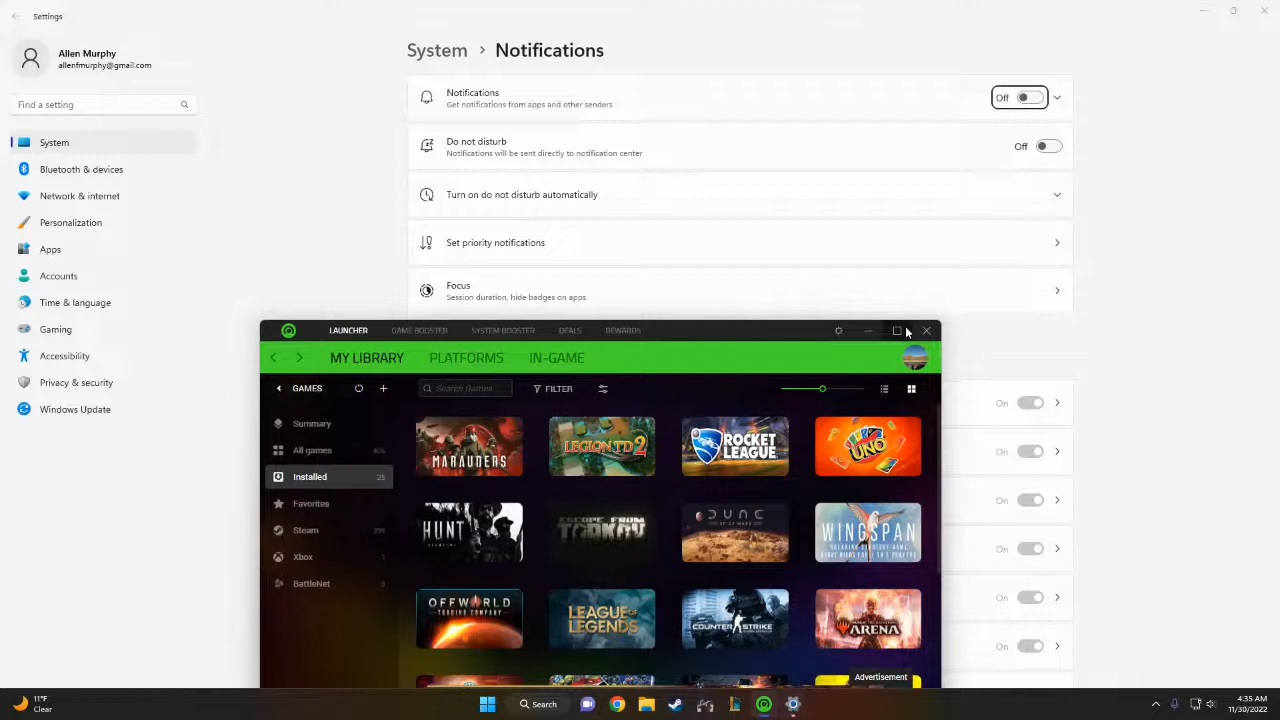 Settings
Allen Murphy
allenfmurphy@gmail.com
Find a setting
System
Bluetooth & devices
Network & internet
Personalization
Apps
Accounts
Time & language
Gaming
Accessibility
Privacy & security
Windows Update
System > Notifications
Notifications
Get notifications from apps and other senders
Off
Do not disturb
Notifications will be sent directly to notification center
Off
Turn on do not disturb automatically
Set priority notifications
Focus
Session duration, hide badges on apps
On
On
On
On
On
On
LAUNCHER GAME BOOSTER SYSTEM BOOSTER DEALS REWARDS
MY LIBRARY PLATFORMS IN-GAME
GAMES
Search Games
FILTER
Summary
All games
Installed 25
Favorites
Steam
Xbox 1
BattleNet 3
MARAUDERS
LEGION TD 2
ROCKET LEAGUE
UNO
HUNT
ESCAPE FROM TARKOV
DUNE
SPICE WARS
WINGSPAN
OFFWORLD
TRADING COMPANY
LEAGUE OF LEGENDS
COUNTER STRIKE
ARENA
Advertisement
11°F
Clear
Search
4:35 AM
11/30/2022